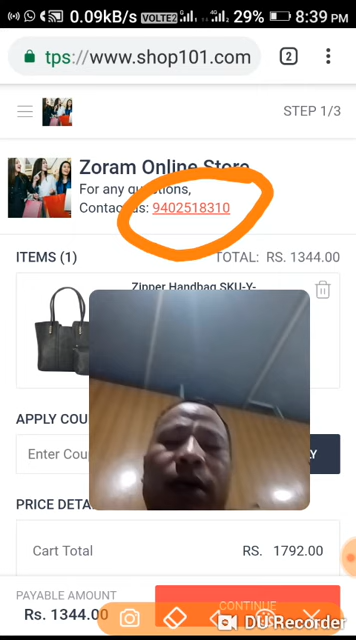 0.09kB/s VOLTE2 4G 29% 8:39 PM
tps://www.shop101.com
2
STEP 1/3
Zoram Online Store
For any questions,
Contact us: 9402518310
ITEMS (1) TOTAL: RS. 1344.00
Zipper Handbag SKU-Y-
APPLY COU
Enter Cou LY
PRICE DETA
Cart Total RS. 1792.00
PAYABLE AMOUNT
Rs. 1344.00
CONTINUE
DU Recorder